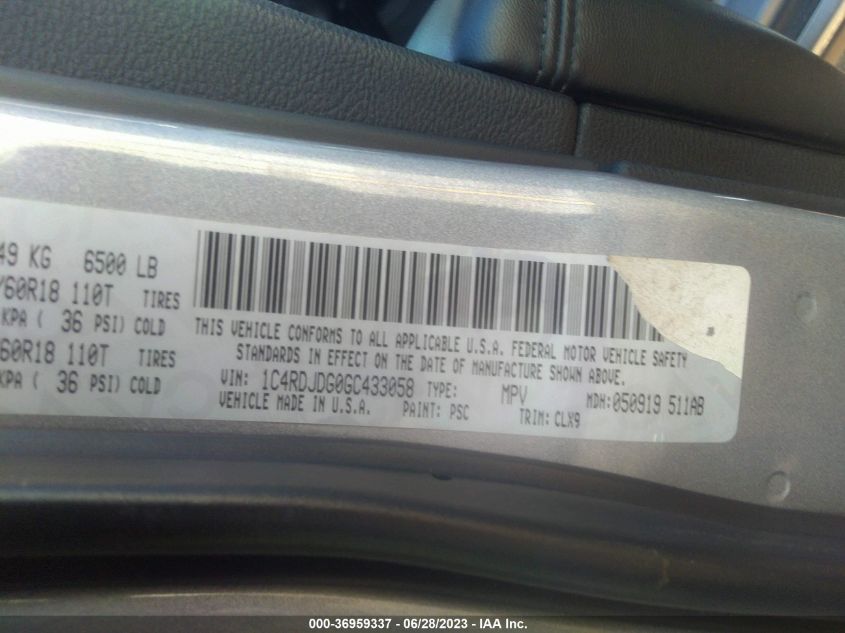 49 KG 6500 LB
/60R18 110T TIRES
KPA ( 36 PSI) COLD
60R18 110T TIRES
KPA ( 36 PSI) COLD
THIS VEHICLE CONFORMS TO ALL APPLICABLE U.S.A. FEDERAL MOTOR VEHICLE SAFETY
STANDARDS IN EFFECT ON THE DATE OF MANUFACTURE SHOWN ABOVE.
VIN: 1C4RDJDG0GC433058 TYPE: MPV MDH:050919 511AB
VEHICLE MADE IN U.S.A. PAINT: PSC TRIM: CLX9
000-36959337 - 06/28/2023 - IAA Inc.